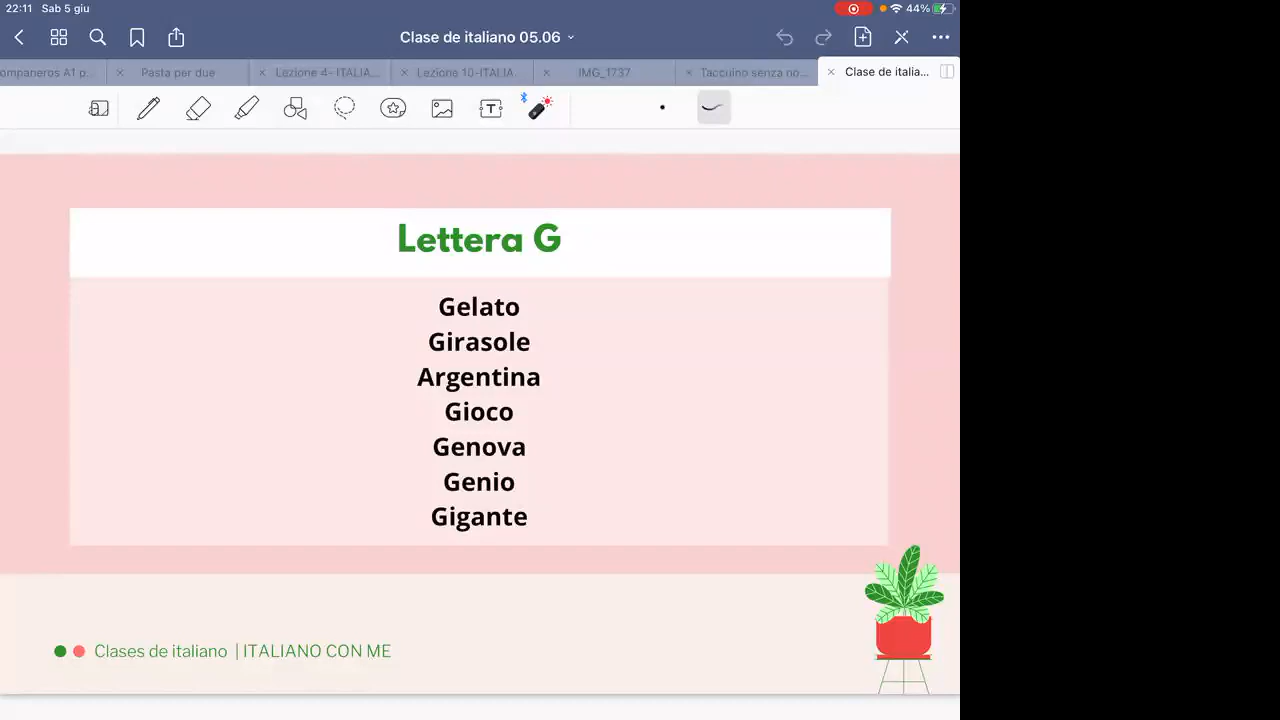 22:11 Sab 5 giu 44%
Clase de italiano 05.06
ompaneros A1 p... Pasta per due Lezione 4- ITALIA... Lezione 10-ITALIA IMG_1737 Taccuino senza no... Clase de italia...
Lettera G
Gelato
Girasole
Argentina
Gioco
Genova
Genio
Gigante
Clases de italiano | ITALIANO CON ME